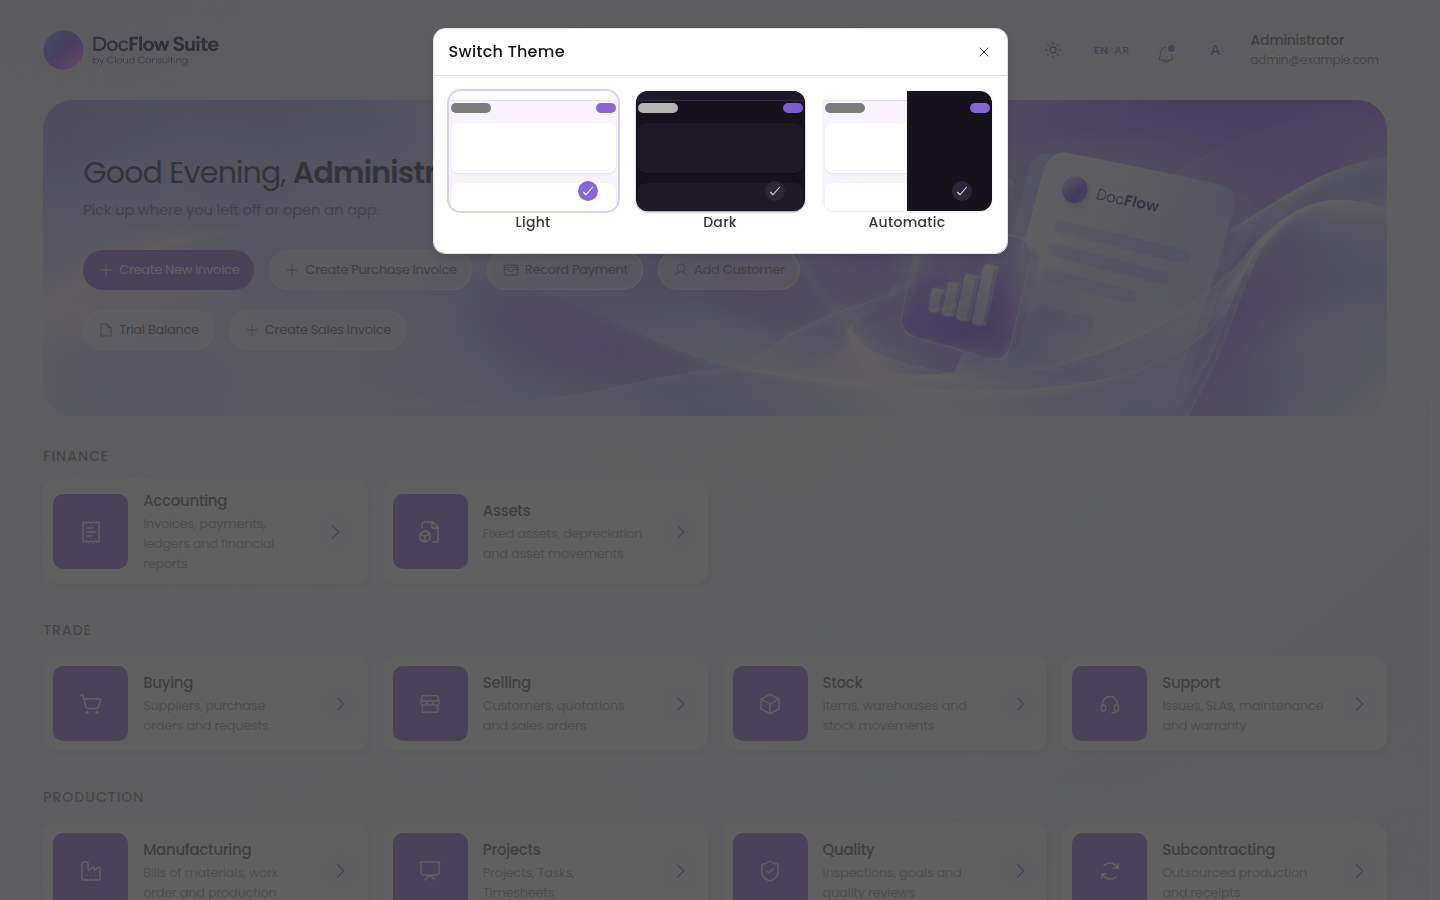 Switch Theme
Light
Dark
Automatic
DocFlow Suite
by Cloud Consulting
EN AR
A
Administrator
admin@example.com
Good Evening, Administr
Pick up where you left off or open an app.
Create New Invoice
Create Purchase Invoice
Record Payment
Add Customer
Trial Balance
Create Sales Invoice
DocFlow
FINANCE
Accounting
Invoices, payments,
ledgers and financial
reports
Assets
Fixed assets, depreciation
and asset movements
TRADE
Buying
Suppliers, purchase
orders and requests
Selling
Customers, quotations
and sales orders
Stock
Items, warehouses and
stock movements
Support
Issues, SLAs, maintenance
and warranty
PRODUCTION
Manufacturing
Bills of materials, work
order and production
Projects
Projects, Tasks,
Timesheets
Quality
Inspections, goals and
quality reviews
Subcontracting
Outsourced production
and receipts